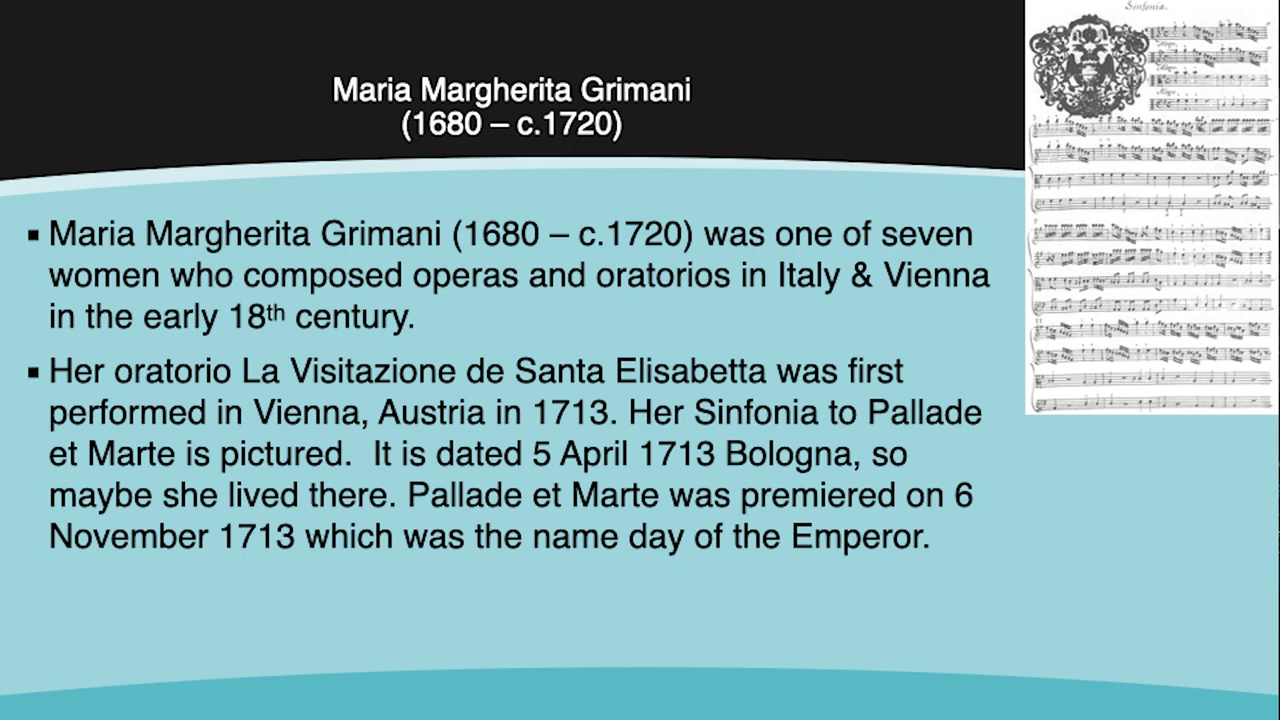 Maria Margherita Grimani
(1680 – c.1720)
Sinfonia.
▪ Maria Margherita Grimani (1680 – c.1720) was one of seven
women who composed operas and oratorios in Italy & Vienna
in the early 18th century.
▪ Her oratorio La Visitazione de Santa Elisabetta was first
performed in Vienna, Austria in 1713. Her Sinfonia to Pallade
et Marte is pictured.  It is dated 5 April 1713 Bologna, so
maybe she lived there. Pallade et Marte was premiered on 6
November 1713 which was the name day of the Emperor.